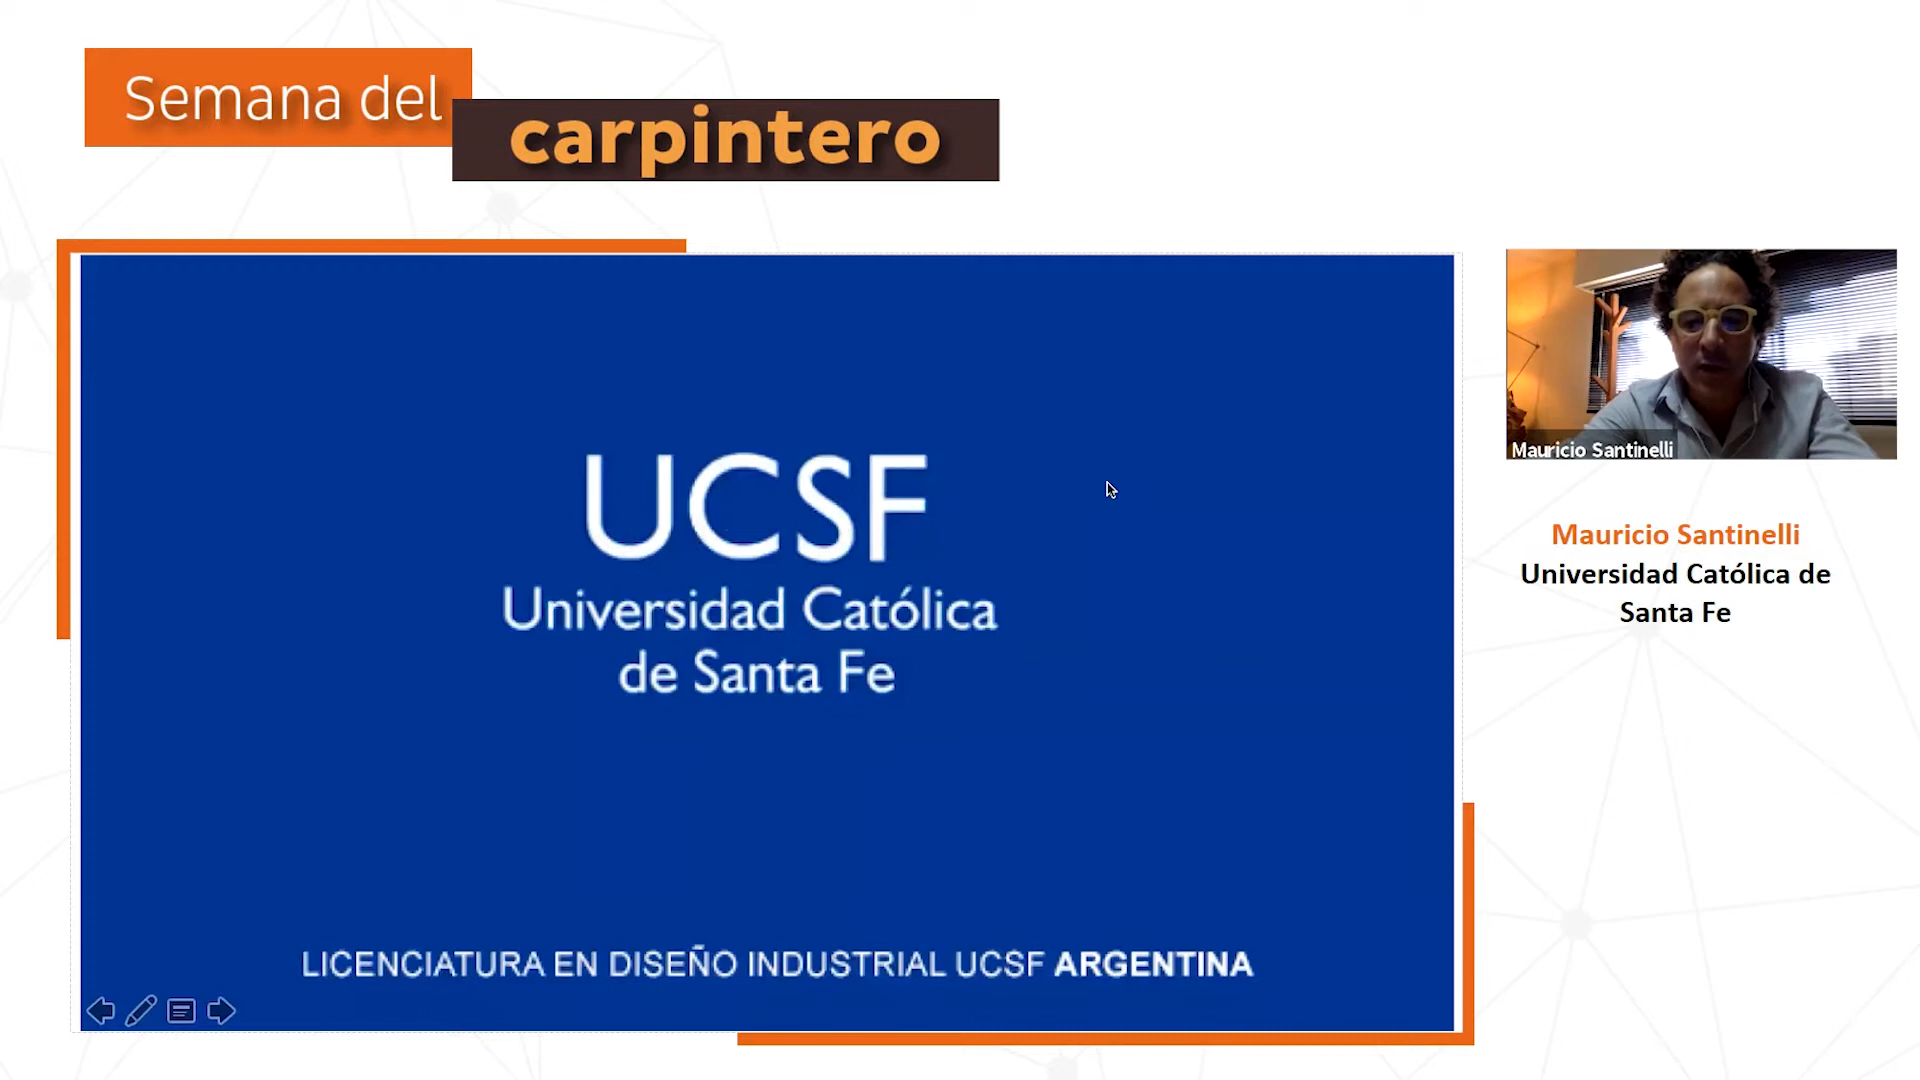 Semana del
carpintero
UCSF
Universidad Católica
de Santa Fe
LICENCIATURA EN DISEÑO INDUSTRIAL UCSF ARGENTINA
Mauricio Santinelli
Mauricio Santinelli
Universidad Católica de
Santa Fe